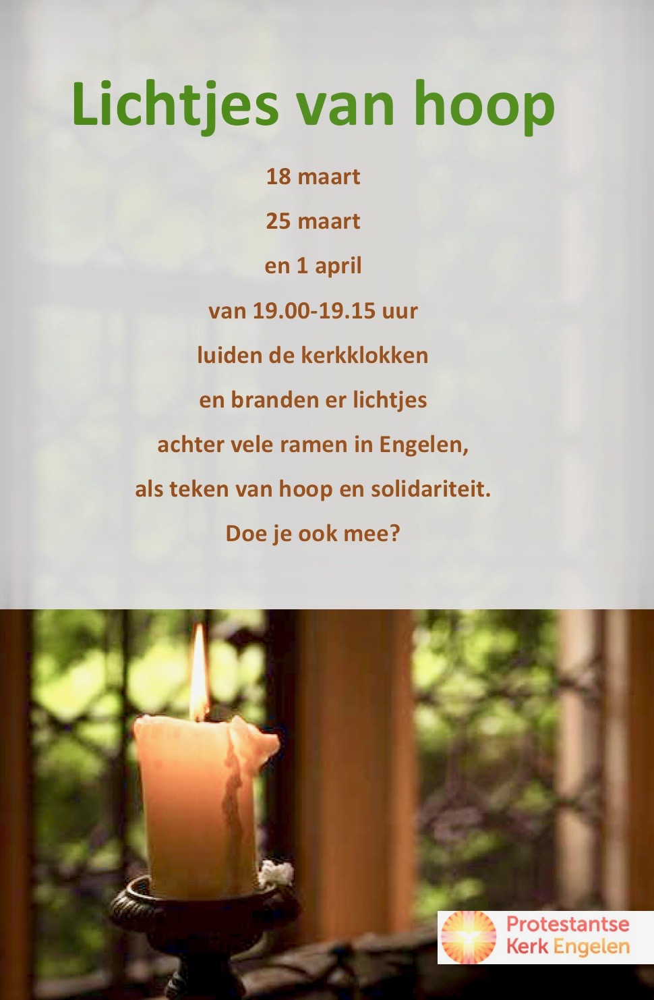 Lichtjes van hoop
18 maart
25 maart
en 1 april
van 19.00-19.15 uur
luiden de kerkklokken
en branden er lichtjes
achter vele ramen in Engelen,
als teken van hoop en solidariteit.
Doe je ook mee?
Protestantse
Kerk Engelen